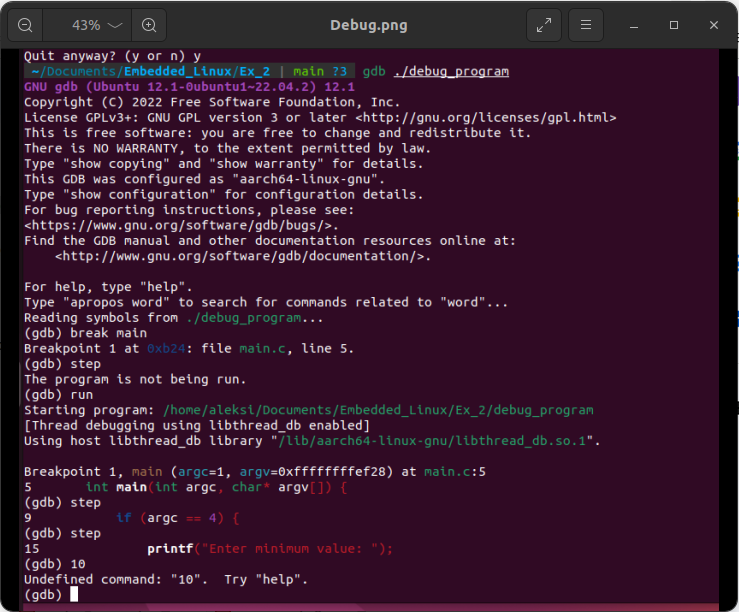 43%
Debug.png
Quit anyway? (y or n) y
~/Documents/Embedded_Linux/Ex_2 | main ?3 gdb ./debug_program
GNU gdb (Ubuntu 12.1-0ubuntu1~22.04.2) 12.1
Copyright (C) 2022 Free Software Foundation, Inc.
License GPLv3+: GNU GPL version 3 or later <http://gnu.org/licenses/gpl.html>
This is free software: you are free to change and redistribute it.
There is NO WARRANTY, to the extent permitted by law.
Type "show copying" and "show warranty" for details.
This GDB was configured as "aarch64-linux-gnu".
Type "show configuration" for configuration details.
For bug reporting instructions, please see:
<https://www.gnu.org/software/gdb/bugs/>.
Find the GDB manual and other documentation resources online at:
    <http://www.gnu.org/software/gdb/documentation/>.
For help, type "help".
Type "apropos word" to search for commands related to "word"...
Reading symbols from ./debug_program...
(gdb) break main
Breakpoint 1 at 0xb24: file main.c, line 5.
(gdb) step
The program is not being run.
(gdb) run
Starting program: /home/aleksi/Documents/Embedded_Linux/Ex_2/debug_program
[Thread debugging using libthread_db enabled]
Using host libthread_db library "/lib/aarch64-linux-gnu/libthread_db.so.1".
Breakpoint 1, main (argc=1, argv=0xffffffffef28) at main.c:5
5       int main(int argc, char* argv[]) {
(gdb) step
9           if (argc == 4) {
(gdb) step
15              printf("Enter minimum value: ");
(gdb) 10
Undefined command: "10".  Try "help".
(gdb)